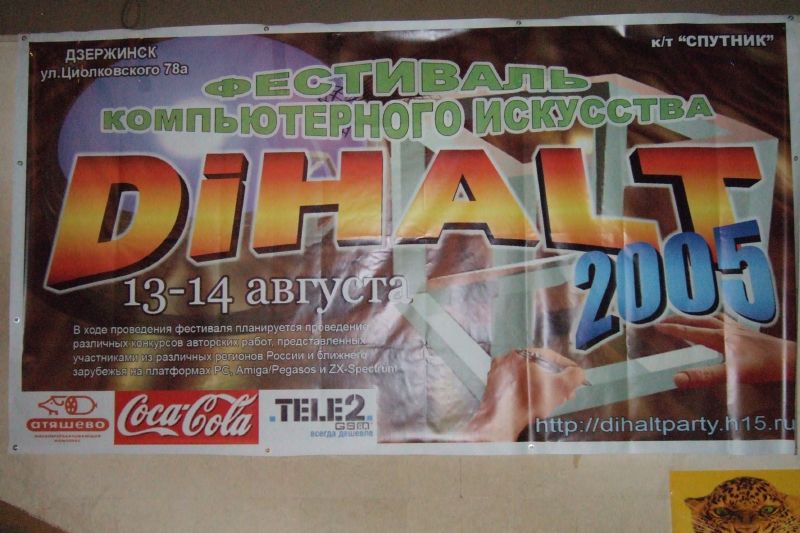 ДЗЕРЖИНСК
ул.Циолковского 78а
к/т "СПУТНИК"
ФЕСТИВАЛЬ
КОМПЬЮТЕРНОГО ИСКУССТВА
DiHALT
2005
13-14 августа
В ходе проведения фестиваля планируется проведение
различных конкурсов авторских работ, представленных
участниками из различных регионов России и ближнего
зарубежья на платформах PC, Amiga/Pegasos и ZX-Spectrum
атяшево
Coca-Cola
TELE2
GSM
всегда дешевле
http://dihaltparty.h15.ru